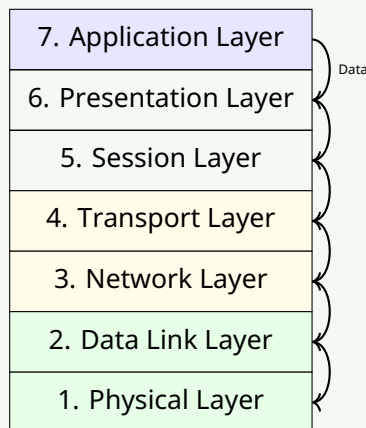 7. Application Layer
Data
6. Presentation Layer
5. Session Layer
4. Transport Layer
3. Network Layer
2. Data Link Layer
1. Physical Layer